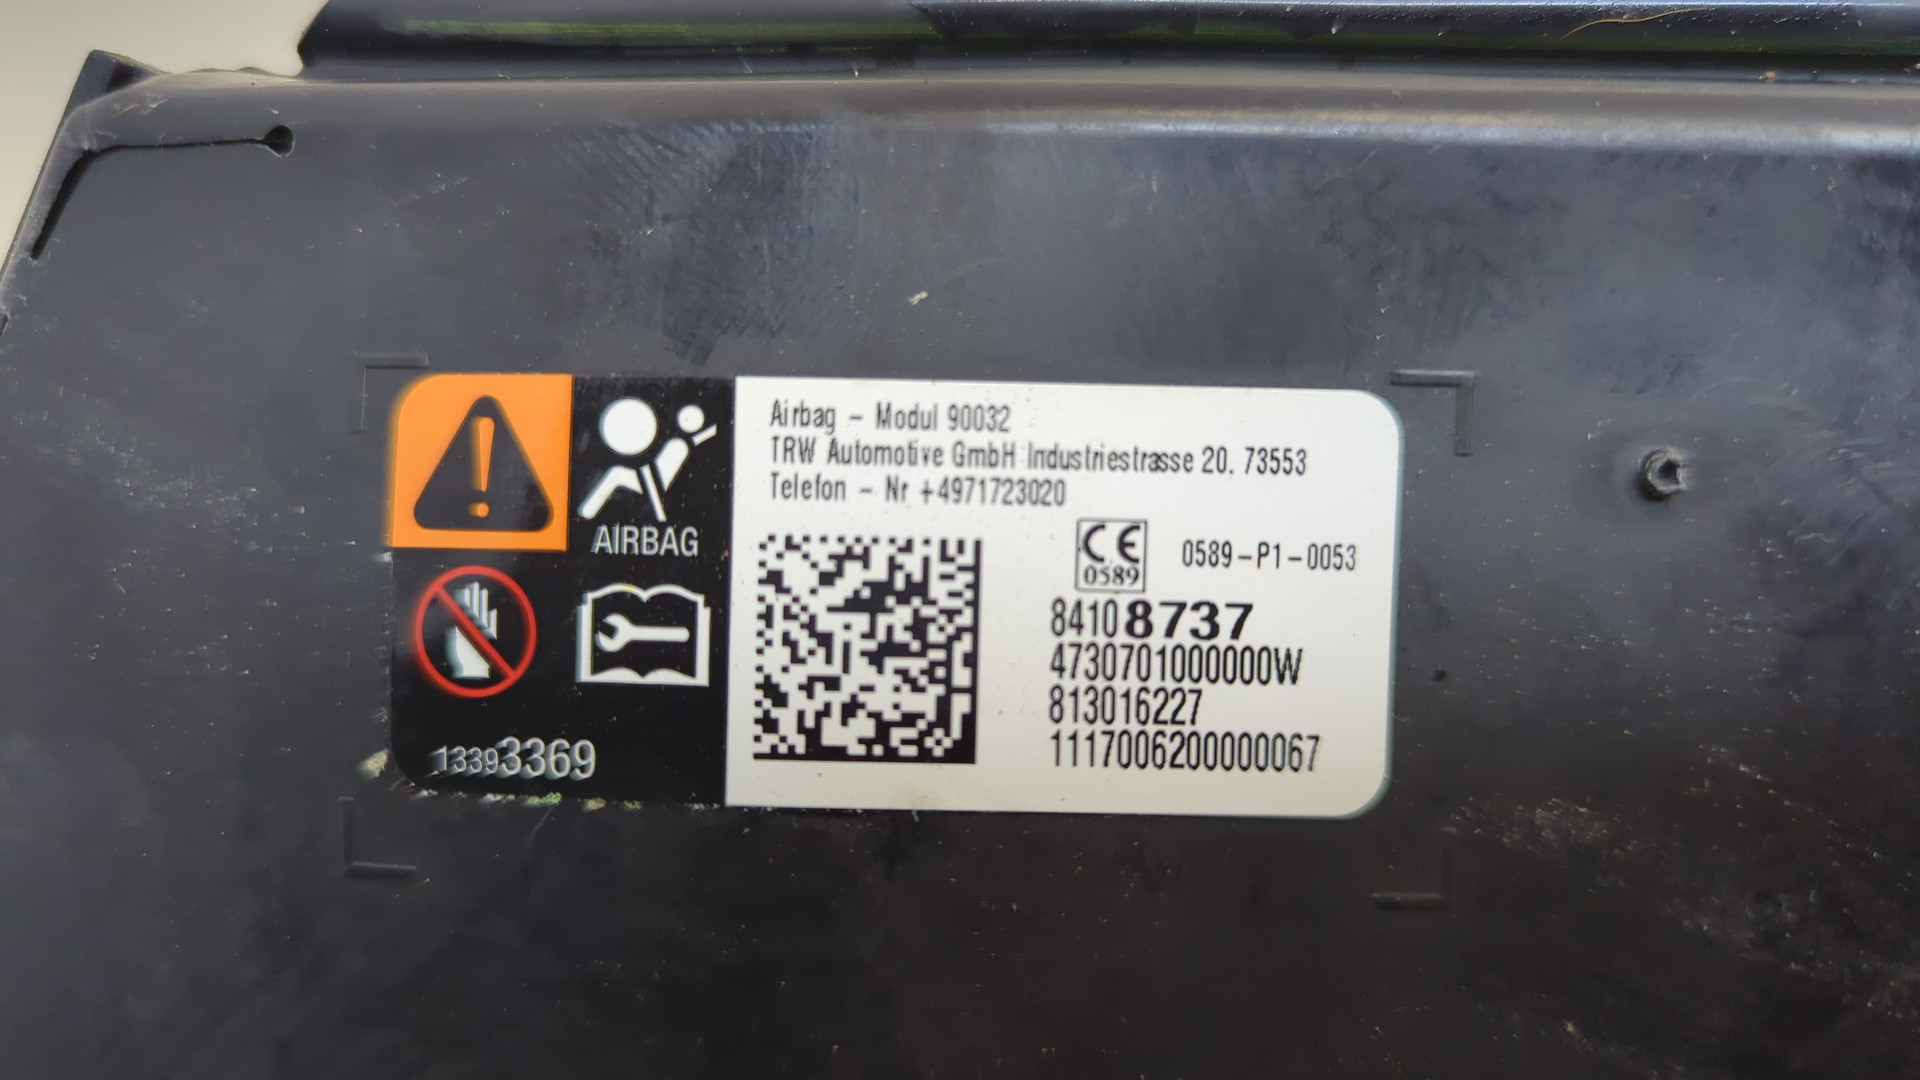 AIRBAG
13393369
Airbag - Modul 90032
TRW Automotive GmbH Industriestrasse 20. 73553
Telefon - Nr +4971723020
CE
0589
0589-P1-0053
84108737
4730701000000W
813016227
1117006200000067